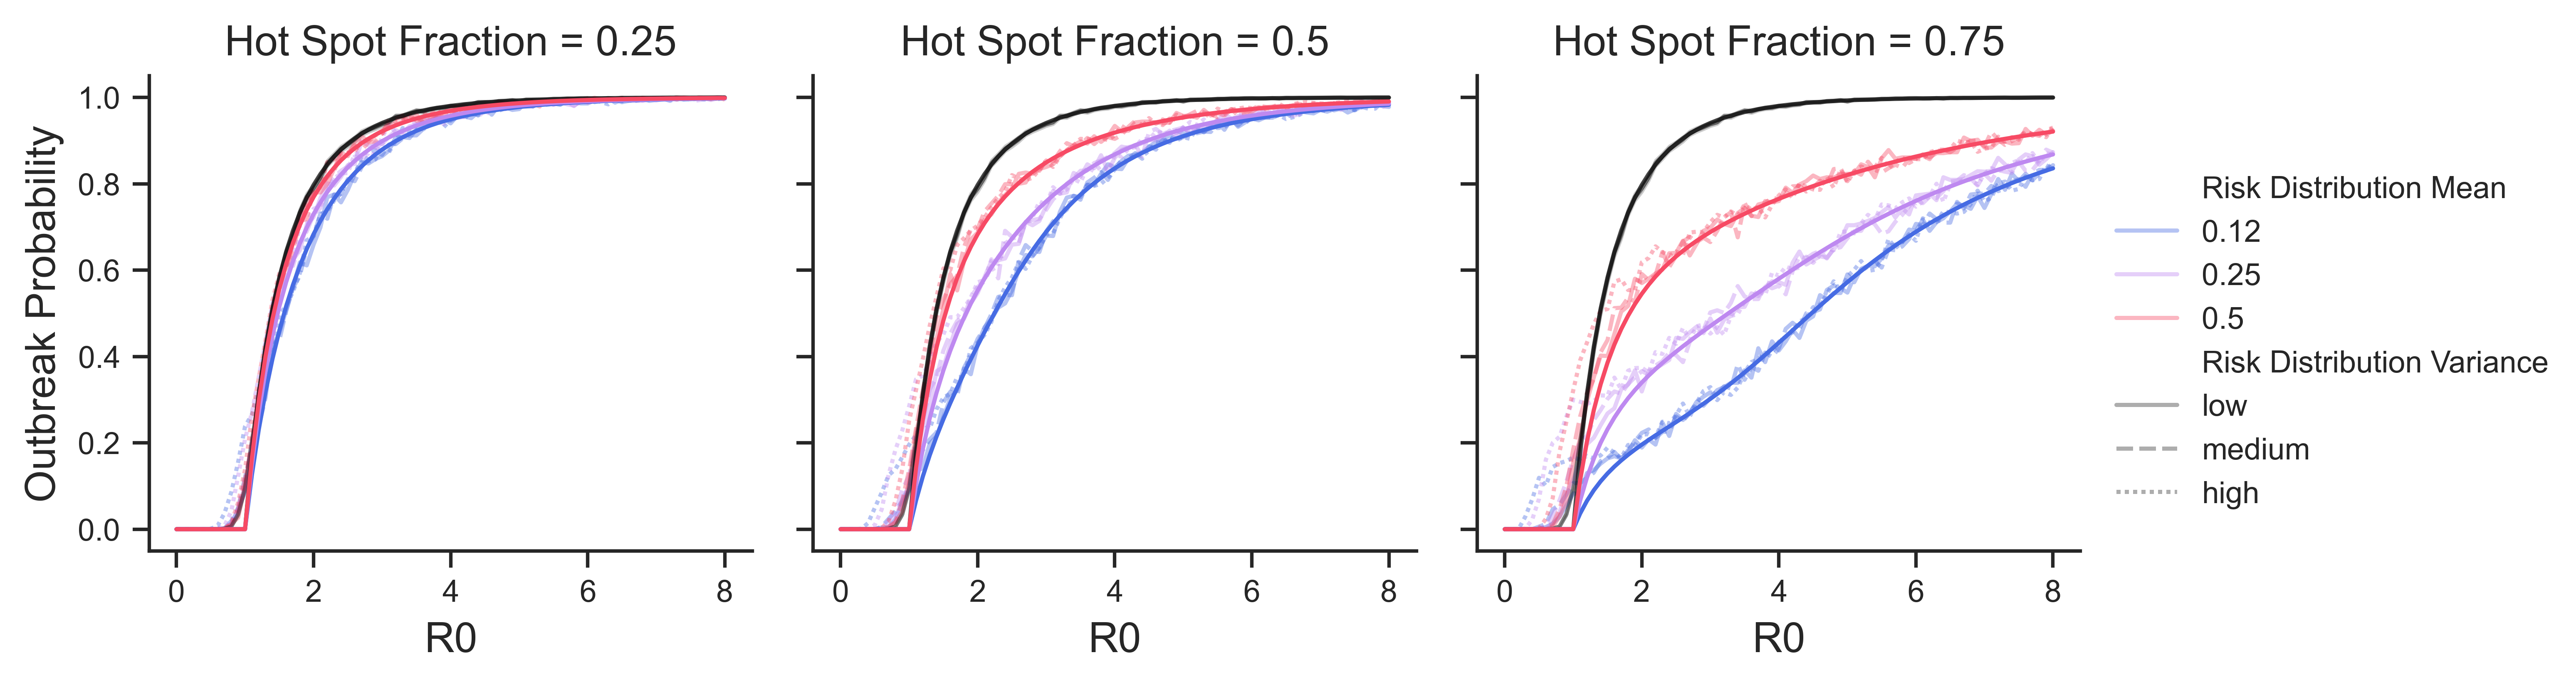 Hot Spot Fraction = 0.25
Hot Spot Fraction = 0.5
Hot Spot Fraction = 0.75
Outbreak Probability
1.0
0.8
0.6
0.4
0.2
0.0
0 2 4 6 8
0 2 4 6 8
0 2 4 6 8
R0
R0
R0
Risk Distribution Mean
0.12
0.25
0.5
Risk Distribution Variance
low
medium
high